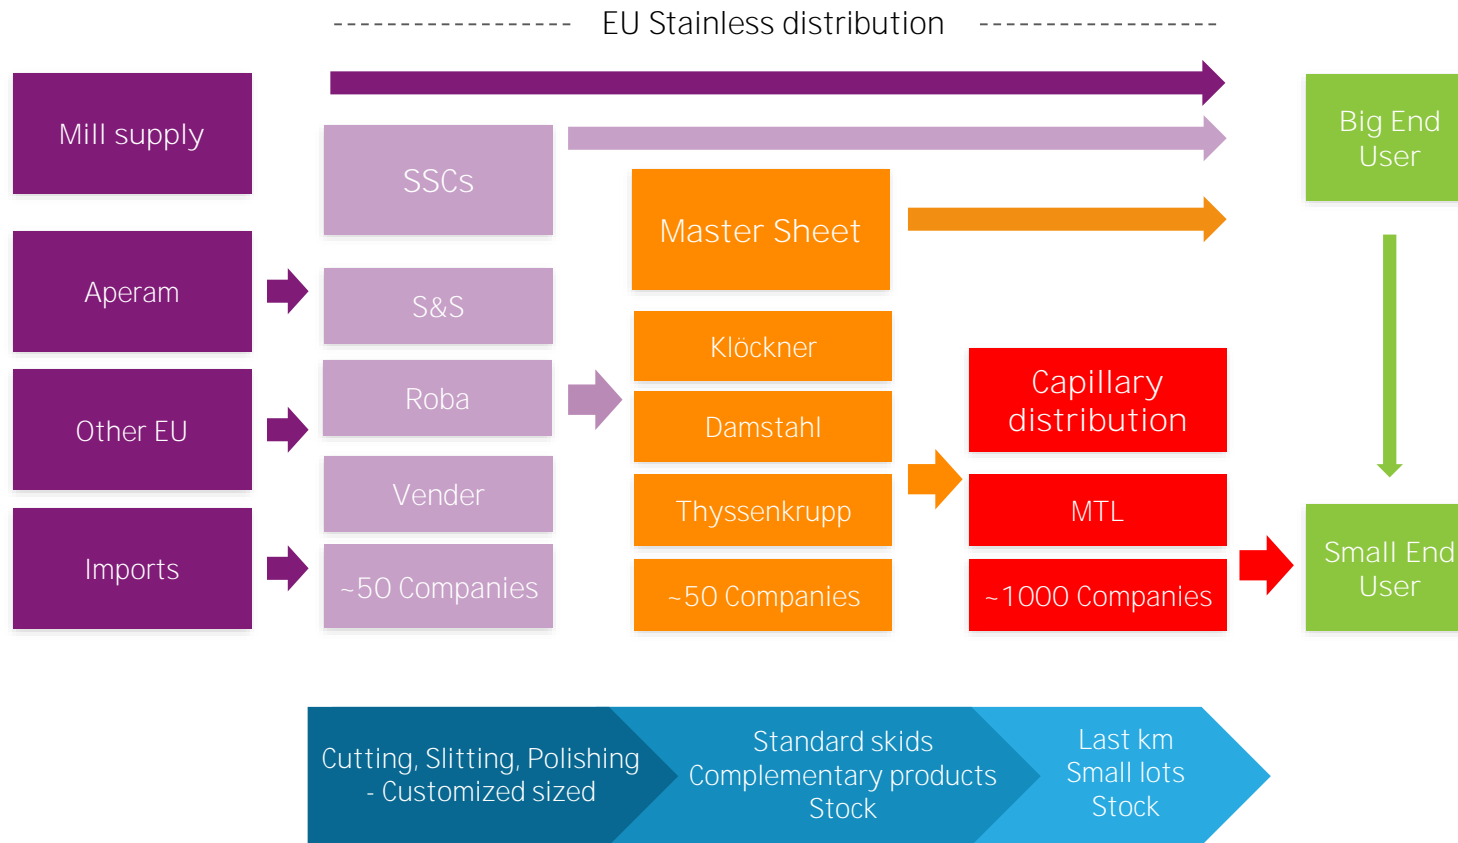 EU Stainless distribution
Mill supply
Aperam
Other EU
Imports
SSCs
S&S
Roba
Vender
~50 Companies
Master Sheet
Klöckner
Damstahl
Thyssenkrupp
~50 Companies
Capillary
distribution
MTL
~1000 Companies
Big End
User
Small End
User
Cutting, Slitting, Polishing
- Customized sized
Standard skids
Complementary products
Stock
Last km
Small lots
Stock